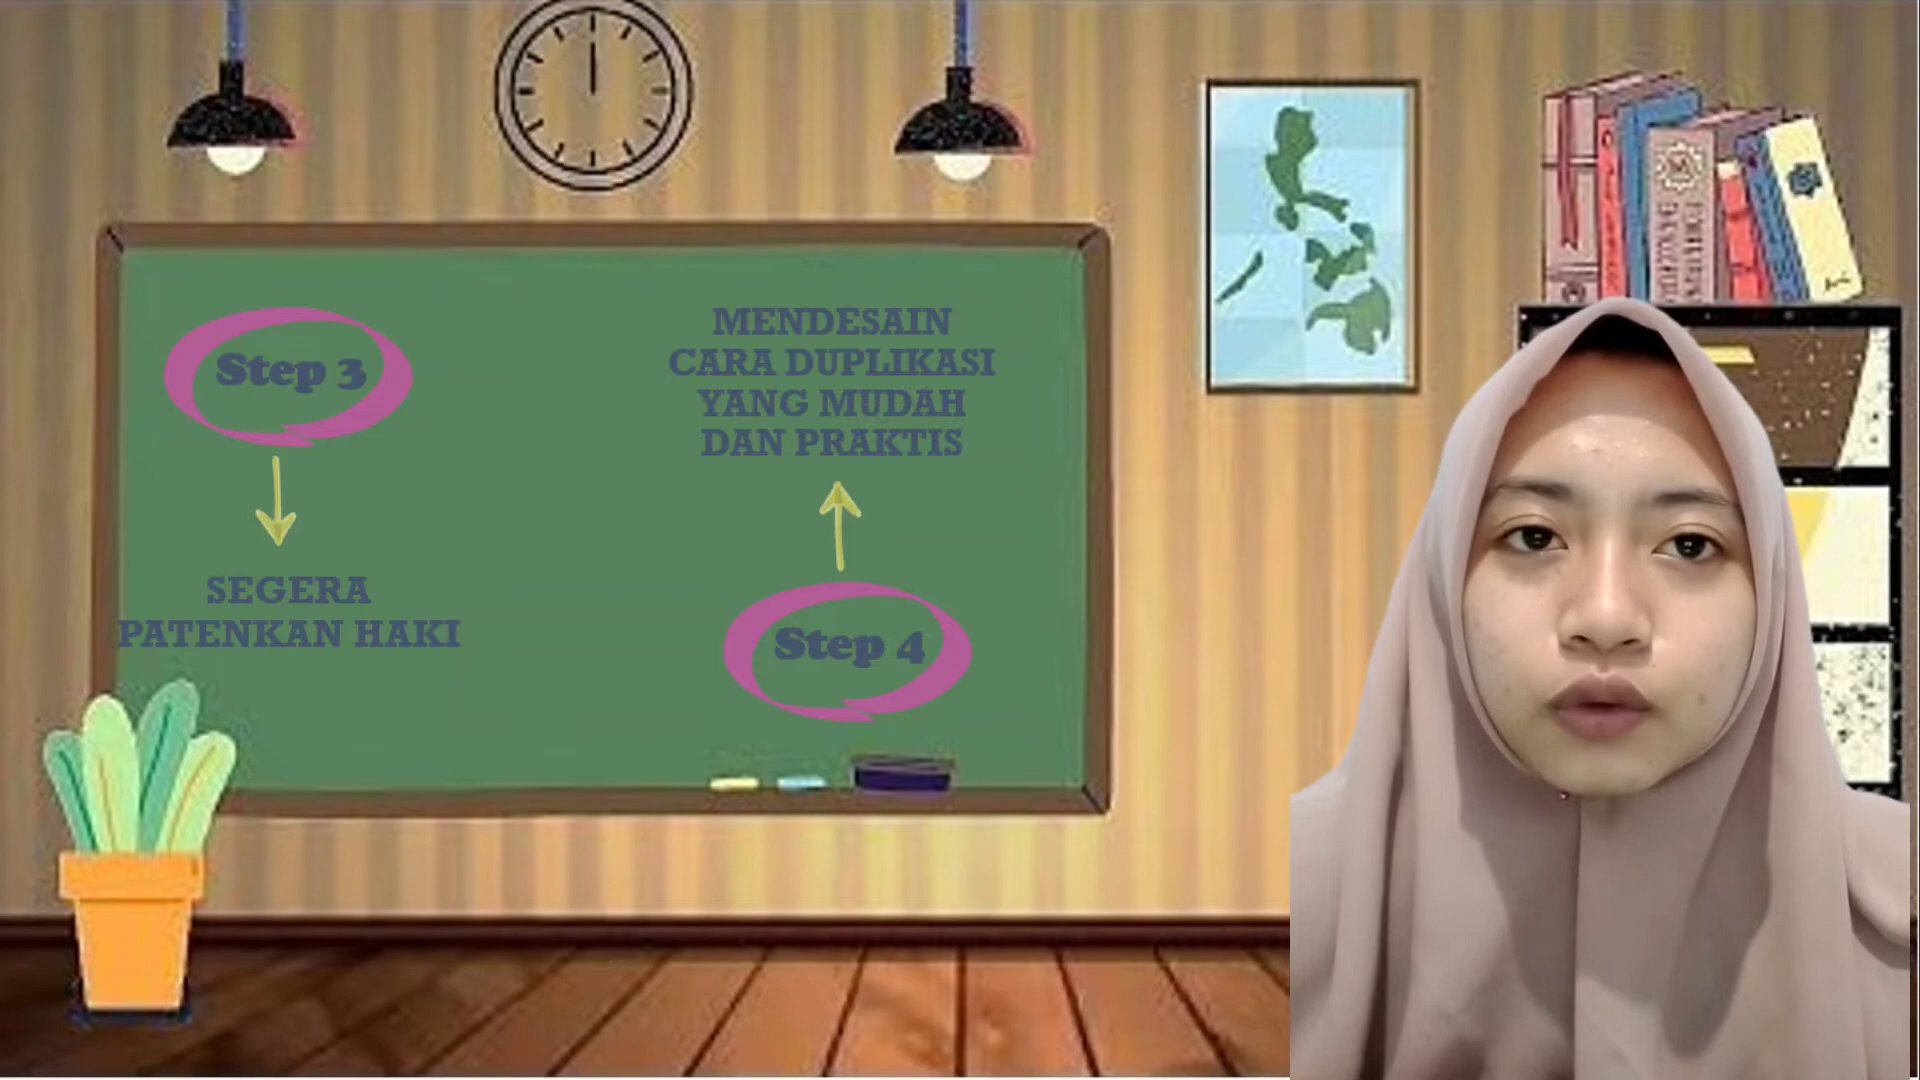 Step 3
SEGERA
PATENKAN HAKI
MENDESAIN
CARA DUPLIKASI
YANG MUDAH
DAN PRAKTIS
Step 4